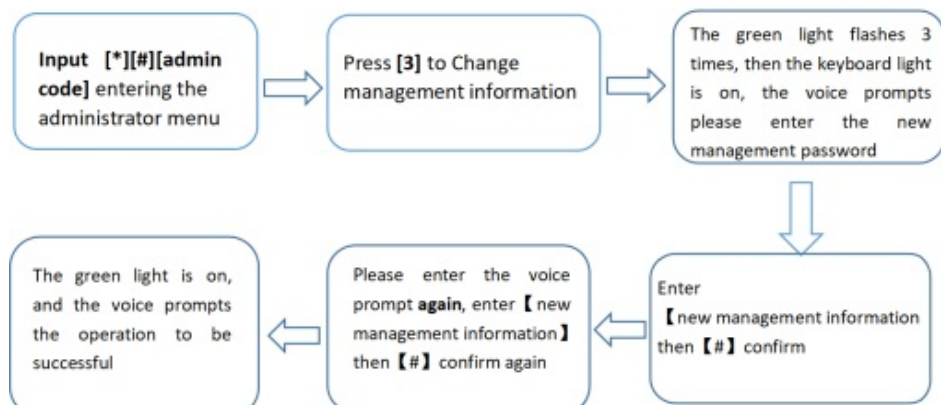 Input [*][#][admin
code] entering the
administrator menu
Press [3] to Change
management information
The green light flashes 3
times, then the keyboard light
is on, the voice prompts
please enter the new
management password
Enter
【new management information
then【#】confirm
Please enter the voice
prompt again, enter【new
management information】
then【#】confirm again
The green light is on,
and the voice prompts
the operation to be
successful